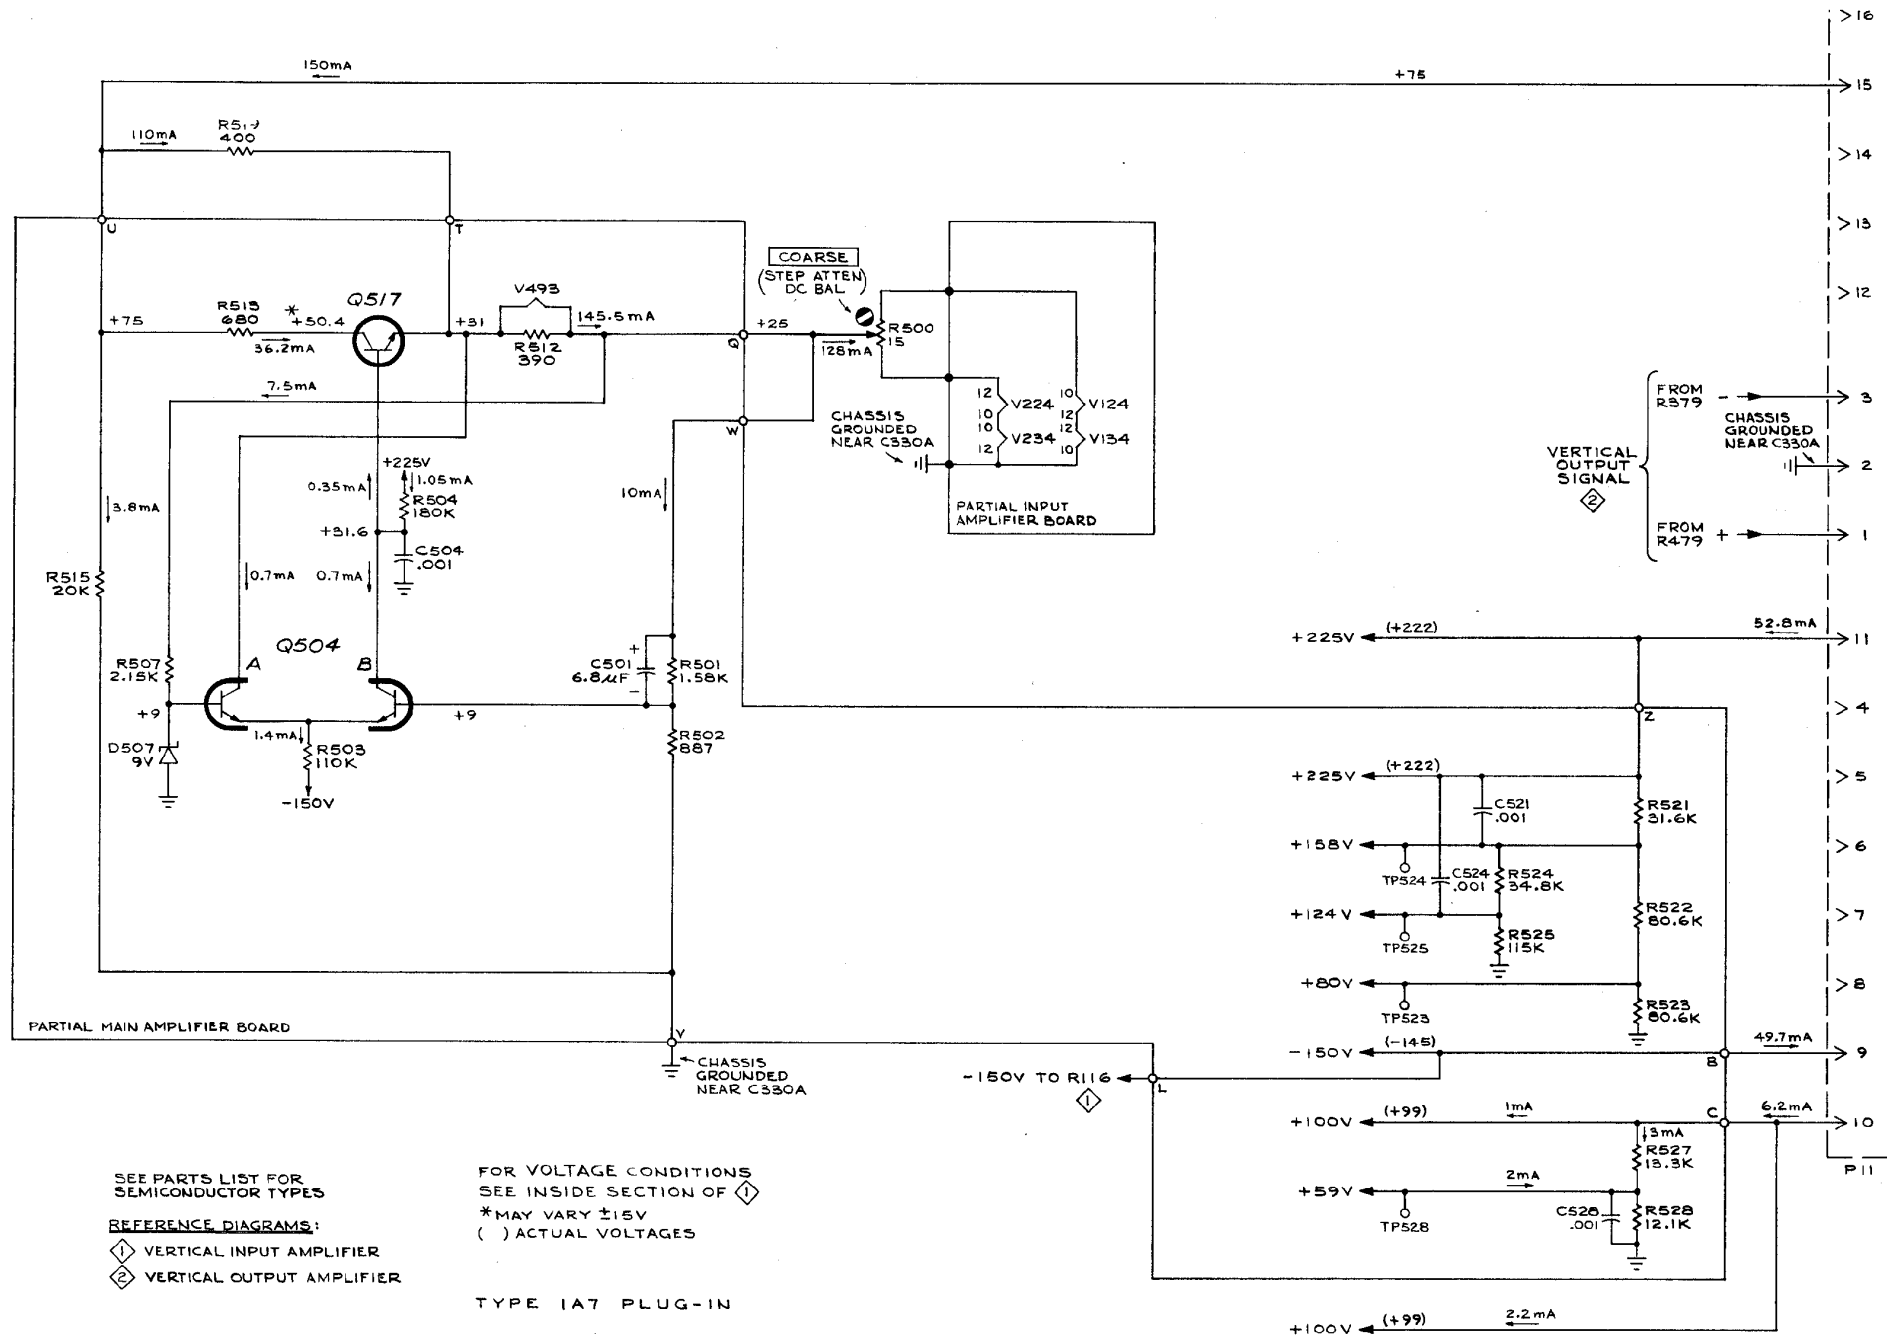 >16
150mA
+75
15
110mA
R517
400
>14
U
T
>13
COARSE
(STEP ATTEN)
DC BAL
>12
V493
Q517
R513
680
*
+50.4
+75
+31
145.5mA
+25
R500
15
36.2mA
R512
390
Q
128mA
7.5mA
W
CHASSIS
GROUNDED
NEAR C330A
12
V224
10
10
V234
12
10
V124
12
12
V134
10
FROM
R379
-
3
CHASSIS
GROUNDED
NEAR C330A
2
VERTICAL
OUTPUT
SIGNAL
2
FROM
R479
+
1
PARTIAL INPUT
AMPLIFIER BOARD
+225V
1.05mA
0.35mA
R504
180K
10mA
3.8mA
+31.6
C504
.001
R515
20K
0.7mA
0.7mA
+225V
(+222)
52.8mA
11
Q504
A
B
R507
2.15K
+
C501
6.8µF
-
R501
1.58K
+9
+9
>4
Z
1.4mA
R503
110K
D507
9V
-150V
R502
887
+225V
(+222)
>5
C521
.001
R521
31.6K
+158V
>6
TP524
C524
.001
R524
34.8K
+124V
R522
80.6K
>7
TP525
R525
115K
+80V
>8
TP523
R523
80.6K
PARTIAL MAIN AMPLIFIER BOARD
V
CHASSIS
GROUNDED
NEAR C330A
-150V
(-145)
49.7mA
9
B
-150V TO R116
1
L
+100V
(+99)
1mA
C
6.2mA
10
3mA
R527
13.3K
P11
+59V
2mA
TP528
C528
.001
R528
12.1K
SEE PARTS LIST FOR
SEMICONDUCTOR TYPES
REFERENCE DIAGRAMS:
1 VERTICAL INPUT AMPLIFIER
2 VERTICAL OUTPUT AMPLIFIER
FOR VOLTAGE CONDITIONS
SEE INSIDE SECTION OF 1
*MAY VARY ±15V
( ) ACTUAL VOLTAGES
TYPE 1A7 PLUG-IN
+100V
(+99)
2.2mA